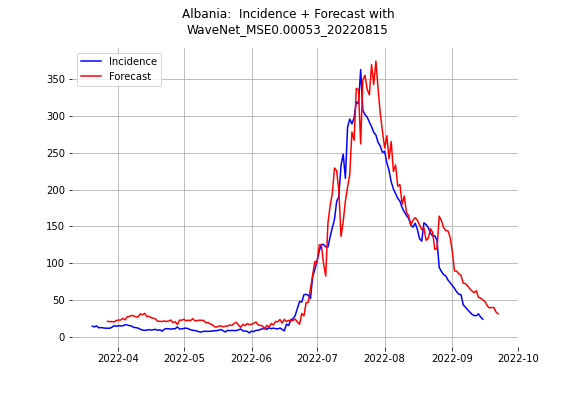 Albania:  Incidence + Forecast with
WaveNet_MSE0.00053_20220815
Incidence
Forecast
350
300
250
200
150
100
50
0
2022-04 2022-05 2022-06 2022-07 2022-08 2022-09 2022-10